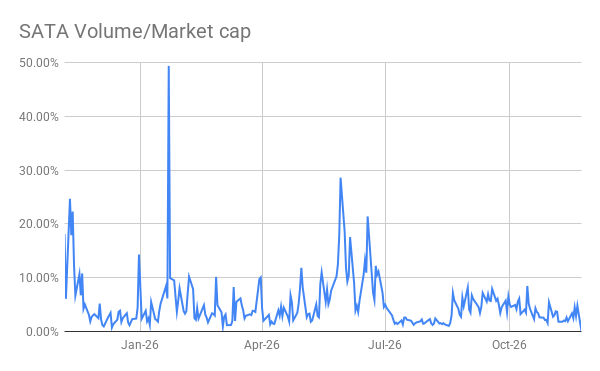 SATA Volume/Market cap
50.00%
40.00%
30.00%
20.00%
10.00%
0.00%
Jan-26
Apr-26
Jul-26
Oct-26